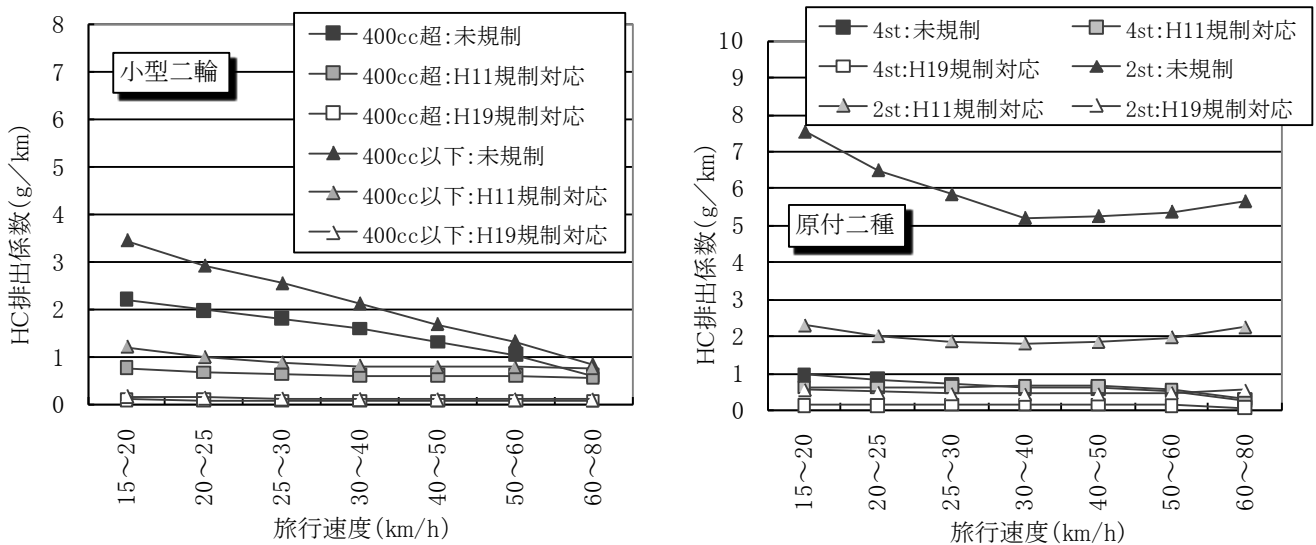 小型二輪
400cc超:未規制
400cc超:H11規制対応
400cc超:H19規制対応
400cc以下:未規制
400cc以下:H11規制対応
400cc以下:H19規制対応
HC排出係数(g/km)
8
7
6
5
4
3
2
1
0
15～20
20～25
25～30
30～40
40～50
50～60
60～80
旅行速度(km/h)
4st:未規制
4st:H11規制対応
4st:H19規制対応
2st:未規制
2st:H11規制対応
2st:H19規制対応
原付二種
HC排出係数(g/km)
10
9
8
7
6
5
4
3
2
1
0
15～20
20～25
25～30
30～40
40～50
50～60
60～80
旅行速度(km/h)